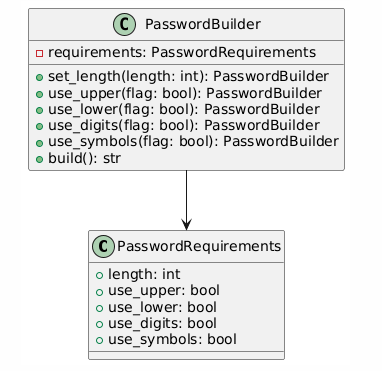 C PasswordBuilder
requirements: PasswordRequirements
set_length(length: int): PasswordBuilder
use_upper(flag: bool): PasswordBuilder
use_lower(flag: bool): PasswordBuilder
use_digits(flag: bool): PasswordBuilder
use_symbols(flag: bool): PasswordBuilder
build(): str
C PasswordRequirements
length: int
use_upper: bool
use_lower: bool
use_digits: bool
use_symbols: bool